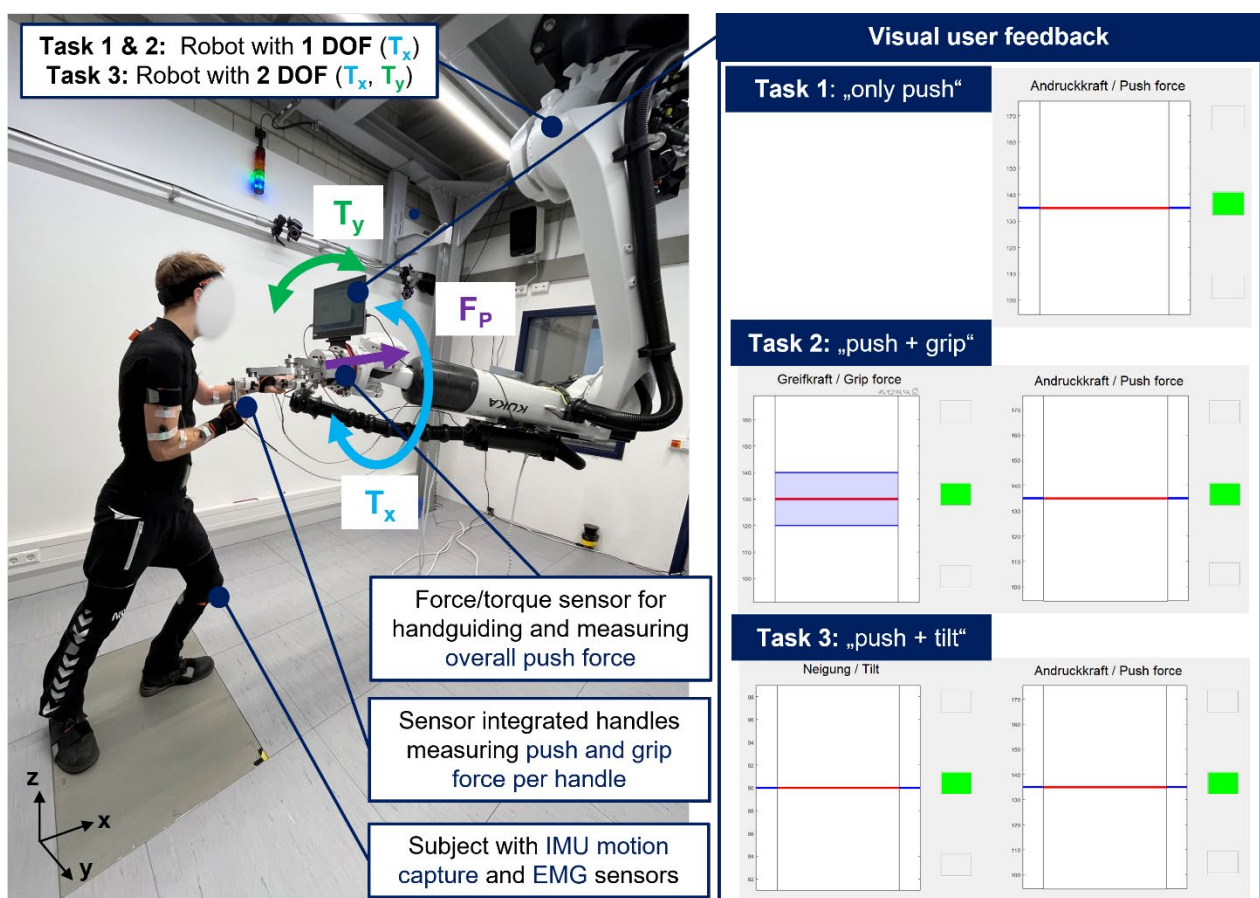 Task 1 & 2: Robot with 1 DOF (Tx)
Task 3: Robot with 2 DOF (Tx, Ty)
Ty
FP
Tx
KUKA
Force/torque sensor for
handguiding and measuring
overall push force
Sensor integrated handles
measuring push and grip
force per handle
Subject with IMU motion
capture and EMG sensors
z
x
y
Visual user feedback
Task 1: „only push“
Andruckkraft / Push force
170
160
150
140
130
120
110
100
Task 2: „push + grip“
Greifkraft / Grip force
160
150
140
130
120
110
100
Andruckkraft / Push force
170
160
150
140
130
120
110
100
Task 3: „push + tilt“
Neigung / Tilt
98
96
94
92
90
88
86
84
82
Andruckkraft / Push force
170
160
150
140
130
120
110
100